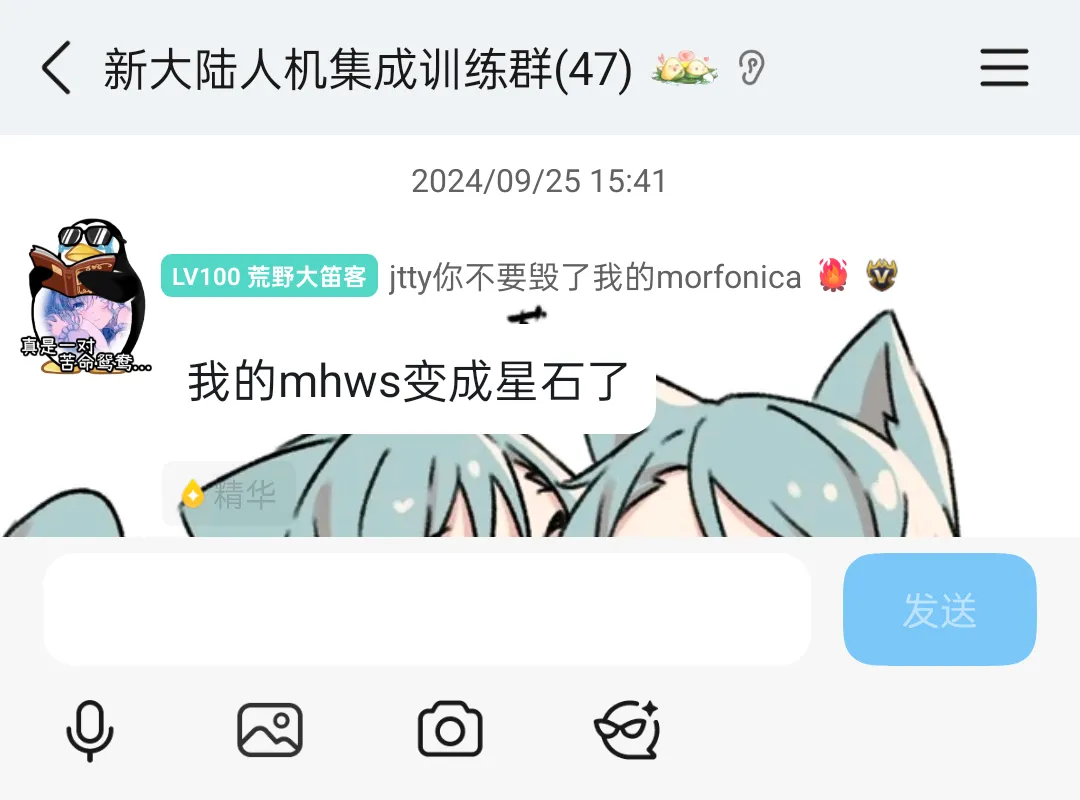 新大陆人机集成训练群(47)
2024/09/25 15:41
LV100 荒野大笛客 jtty你不要毁了我的morfonica
真是一对
苦命鸳鸯...
我的mhws变成星石了
精华
发送